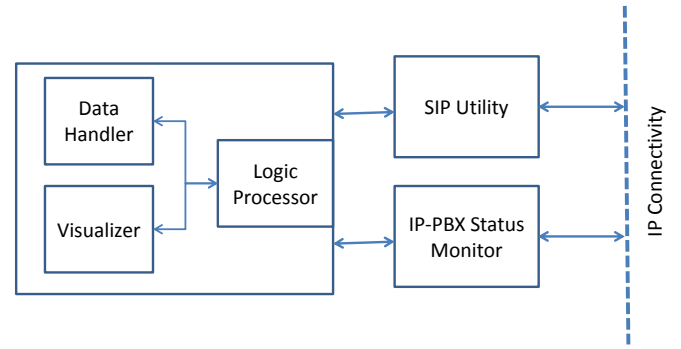 Data
Handler
Visualizer
Logic
Processor
SIP Utility
IP-PBX Status
Monitor
IP Connectivity